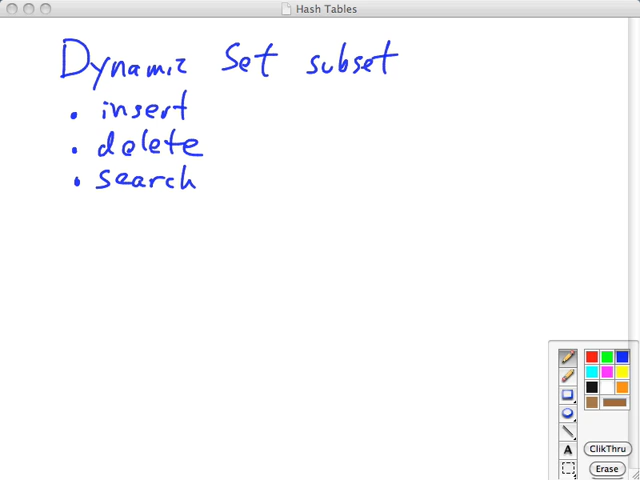 Hash Tables
Dynamic Set subset
• insert
• delete
• search
A
ClikThru
Erase